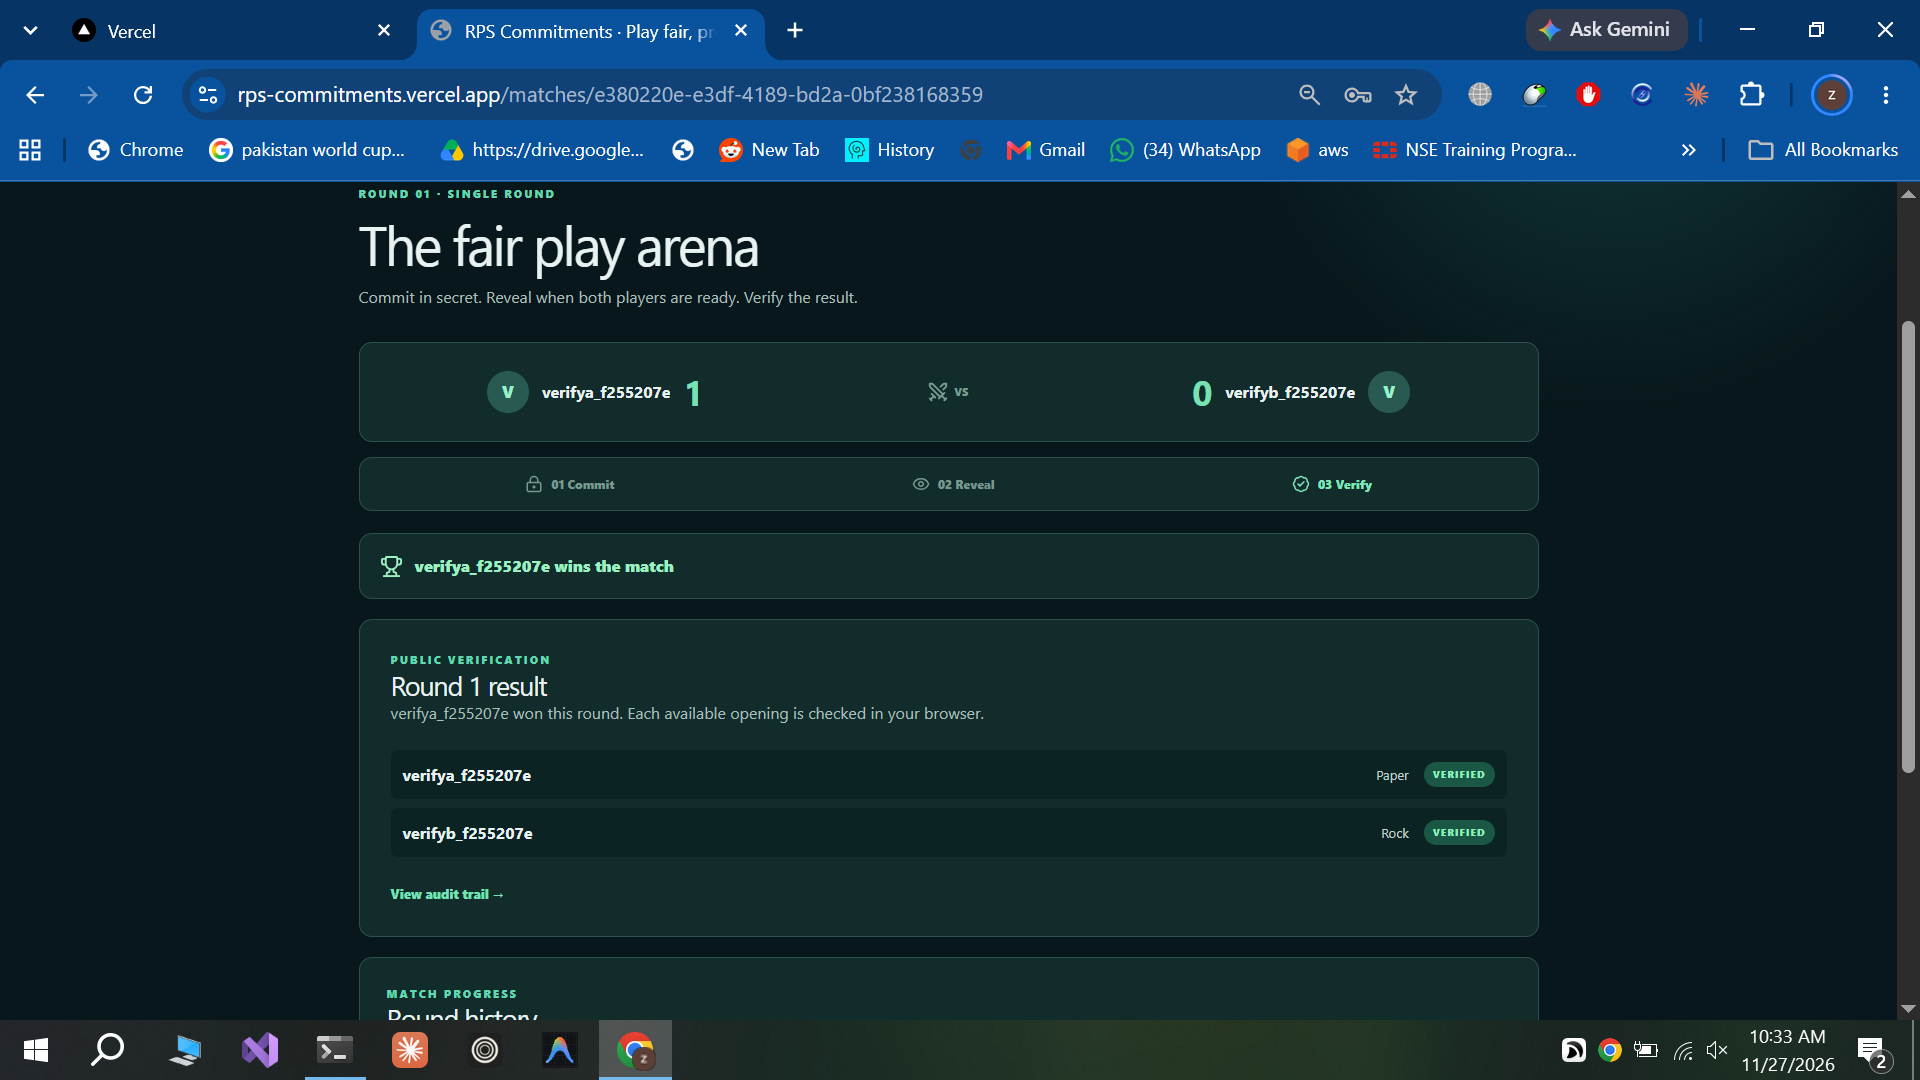 Vercel
RPS Commitments · Play fair, pr
Ask Gemini
rps-commitments.vercel.app/matches/e380220e-e3df-4189-bd2a-0bf238168359
z
Chrome
pakistan world cup...
https://drive.google...
New Tab
History
Gmail
(34) WhatsApp
aws
NSE Training Progra...
»
All Bookmarks
ROUND 01 · SINGLE ROUND
The fair play arena
Commit in secret. Reveal when both players are ready. Verify the result.
V verifya_f255207e 1
VS
0 verifyb_f255207e V
01 Commit
02 Reveal
03 Verify
verifya_f255207e wins the match
PUBLIC VERIFICATION
Round 1 result
verifya_f255207e won this round. Each available opening is checked in your browser.
verifya_f255207e Paper VERIFIED
verifyb_f255207e Rock VERIFIED
View audit trail →
MATCH PROGRESS
Round history
z
10:33 AM
11/27/2026
2